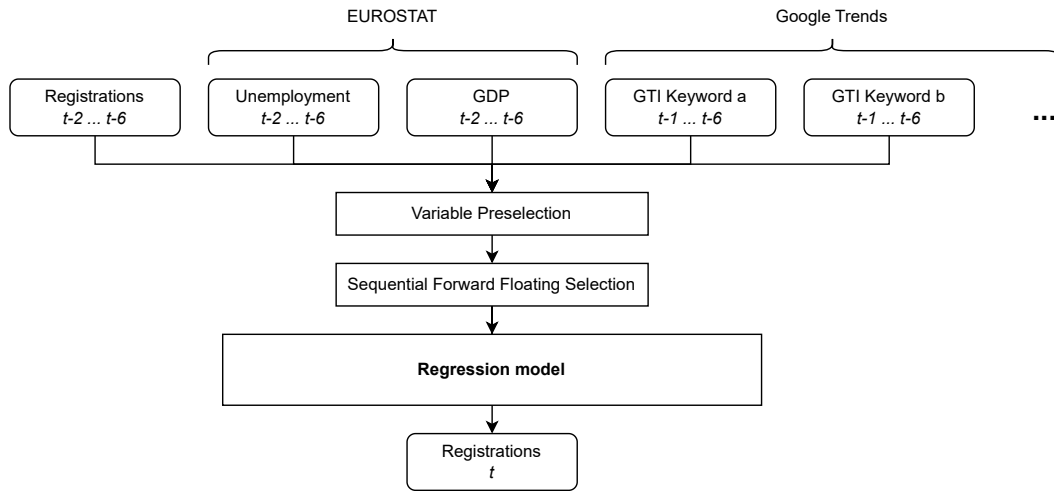 EUROSTAT
Google Trends
Registrations
t-2 ... t-6
Unemployment
t-2 ... t-6
GDP
t-2 ... t-6
GTI Keyword a
t-1 ... t-6
GTI Keyword b
t-1 ... t-6
...
Variable Preselection
Sequential Forward Floating Selection
Regression model
Registrations
t